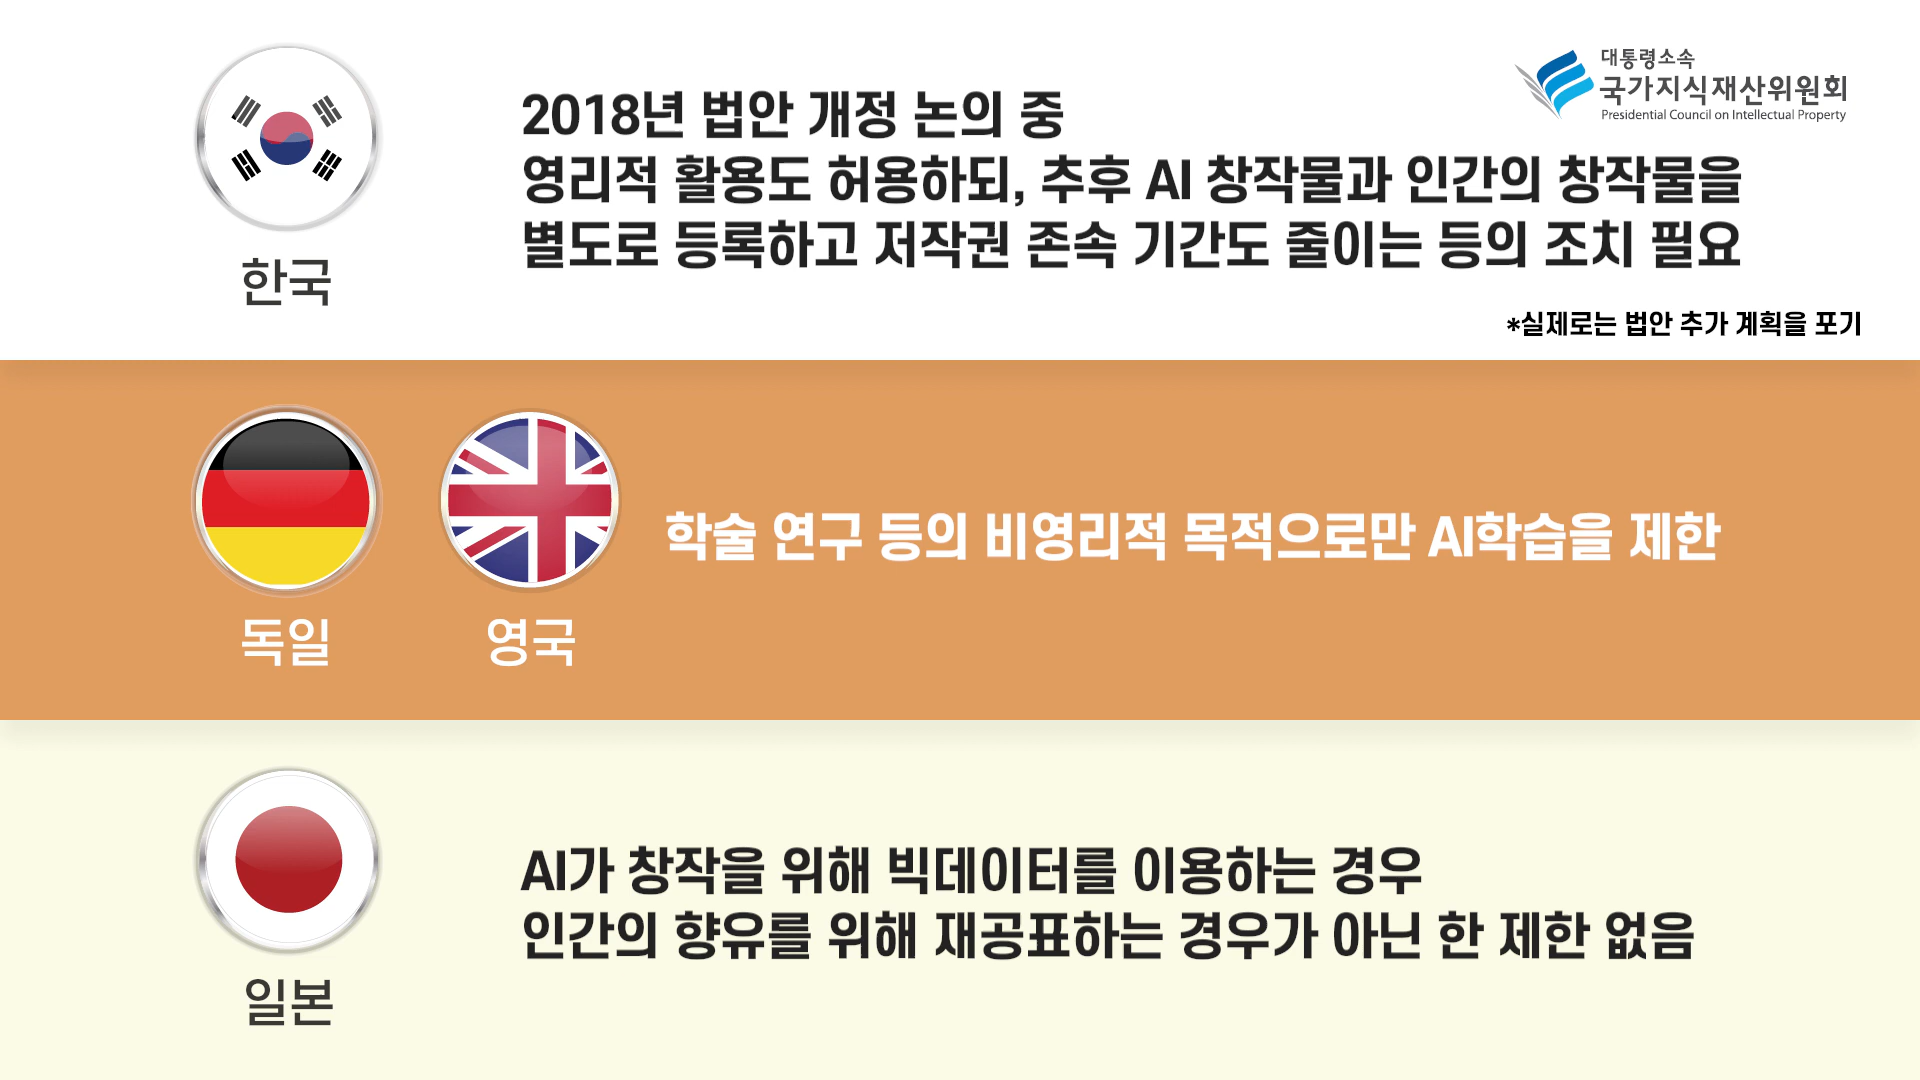 대통령소속
국가지식재산위원회
Presidential Council on Intellectual Property
2018년 법안 개정 논의 중
영리적 활용도 허용하되, 추후 AI 창작물과 인간의 창작물을
별도로 등록하고 저작권 존속 기간도 줄이는 등의 조치 필요
한국
*실제로는 법안 추가 계획을 포기
학술 연구 등의 비영리적 목적으로만 AI학습을 제한
독일
영국
AI가 창작을 위해 빅데이터를 이용하는 경우
인간의 향유를 위해 재공표하는 경우가 아닌 한 제한 없음
일본